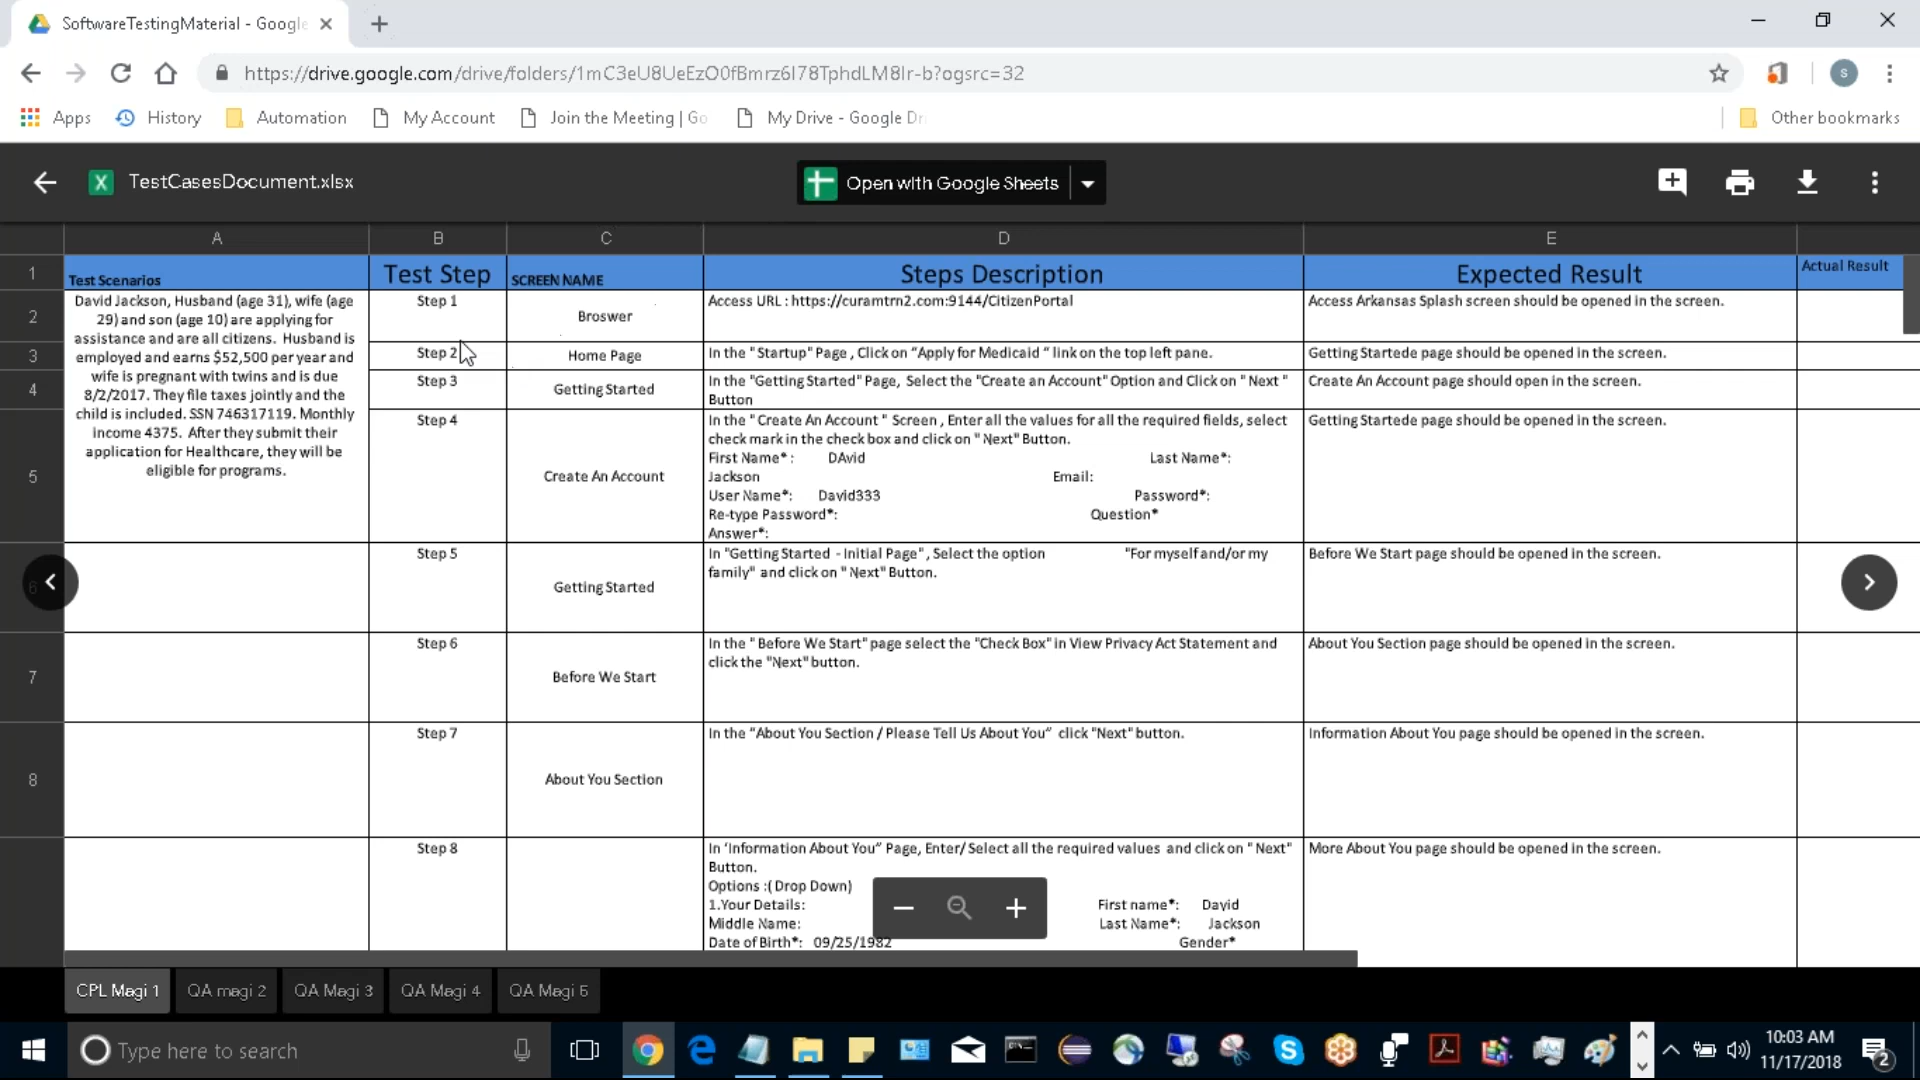 SoftwareTestingMaterial - Google
https://drive.google.com/drive/folders/1mC3eU8UeEzO0fBmrz6I78TphdLM8Ir-b?ogsrc=32
S
Apps
History
Automation
My Account
Join the Meeting | Go
My Drive - Google Dr
Other bookmarks
TestCasesDocument.xlsx
Open with Google Sheets
A B C D E
1 Test Scenarios Test Step SCREEN NAME Steps Description Expected Result Actual Result
2
David Jackson, Husband (age 31), wife (age
29) and son (age 10) are applying for
assistance and are all citizens. Husband is
employed and earns $52,500 per year and
wife is pregnant with twins and is due
8/2/2017. They file taxes jointly and the
child is included. SSN 746317119. Monthly
income 4375. After they submit their
application for Healthcare, they will be
eligible for programs.
Step 1
Broswer
Access URL : https://curamtrn2.com:9144/CitizenPortal
Access Arkansas Splash screen should be opened in the screen.
3
Step 2
Home Page
In the " Startup" Page , Click on “Apply for Medicaid “ link on the top left pane.
Getting Startede page should be opened in the screen.
4
Step 3
Getting Started
In the "Getting Started" Page, Select the "Create an Account" Option and Click on " Next "
Button
Create An Account page should open in the screen.
5
Step 4
Create An Account
In the " Create An Account " Screen , Enter all the values for all the required fields, select
check mark in the check box and click on " Next" Button.
First Name* : DAvid Last Name*:
Jackson Email:
User Name*: David333 Password*:
Re-type Password*: Question*
Answer*:
Getting Startede page should be opened in the screen.
6
Step 5
Getting Started
In "Getting Started - Initial Page" , Select the option "For myself and/or my
family" and click on " Next" Button.
Before We Start page should be opened in the screen.
7
Step 6
Before We Start
In the " Before We Start" page select the "Check Box" in View Privacy Act Statement and
click the "Next" button.
About You Section page should be opened in the screen.
8
Step 7
About You Section
In the “About You Section / Please Tell Us About You” click "Next" button.
Information About You page should be opened in the screen.
Step 8
In ‘Information About You” Page, Enter/ Select all the required values and click on " Next"
Button.
Options :( Drop Down)
1.Your Details: First name*: David
Middle Name: Last Name*: Jackson
Date of Birth*: 09/25/1982 Gender*
More About You page should be opened in the screen.
CPL Magi 1
QA magi 2
QA Magi 3
QA Magi 4
QA Magi 5
Type here to search
10:03 AM
11/17/2018
2